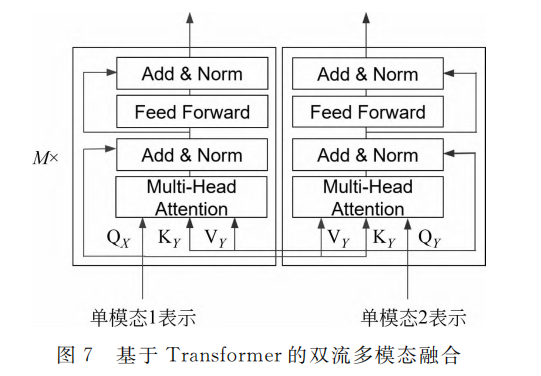 Add & Norm
Feed Forward
Add & Norm
Multi-Head
Attention
Q_X K_Y V_Y
M×
Add & Norm
Feed Forward
Add & Norm
Multi-Head
Attention
V_Y K_Y Q_Y
单模态1表示
单模态2表示
图 7 基于 Transformer 的双流多模态融合